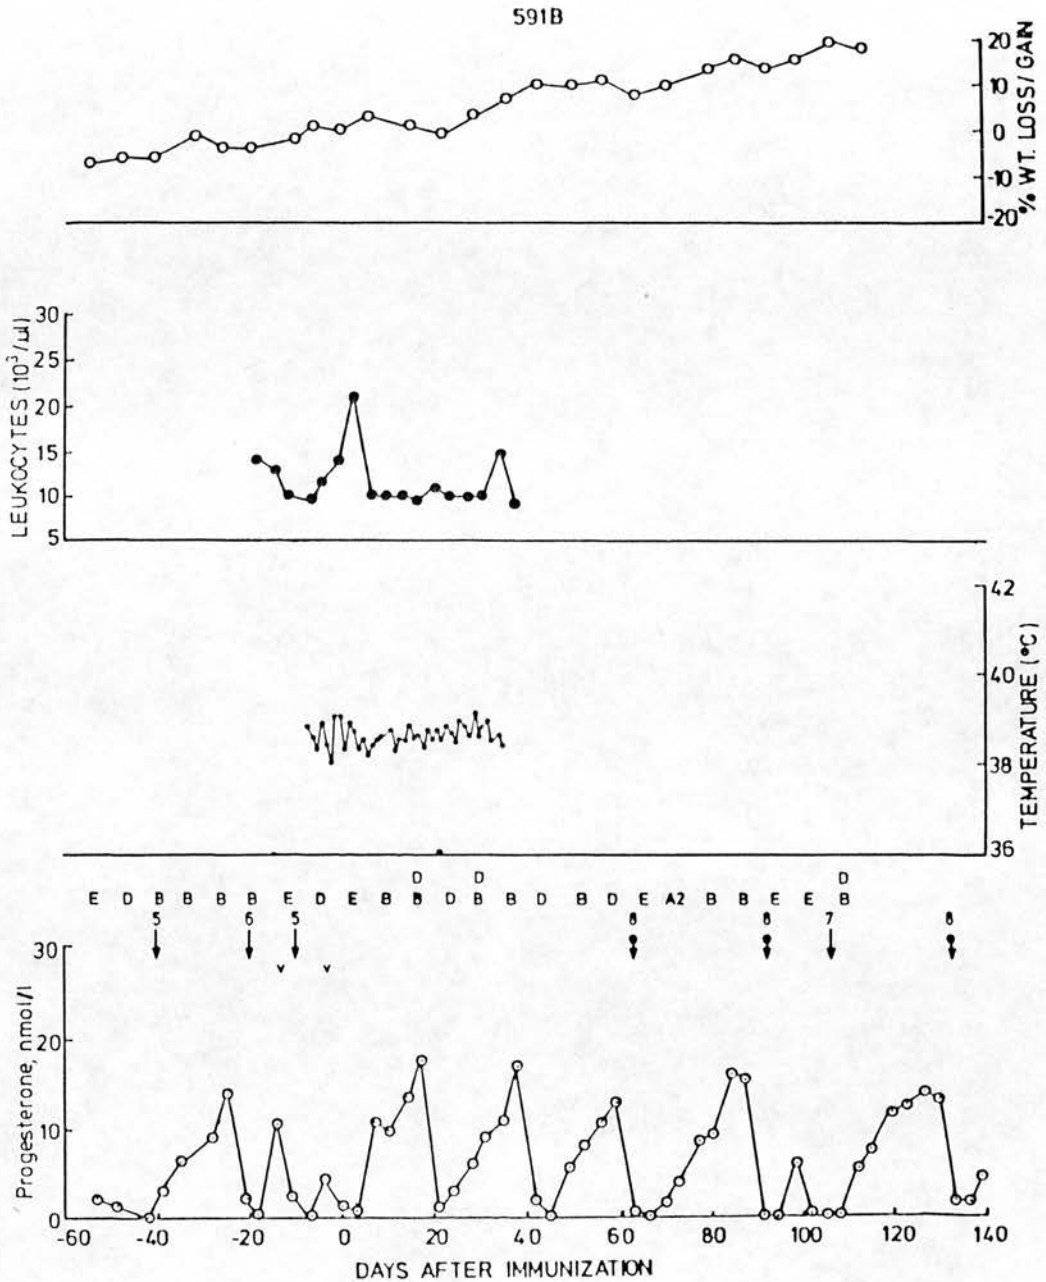 591B
20
10
0
-10
-20
% WT. LOSS/ GAIN
30
25
20
15
10
5
LEUKOCYTES (10³/ul)
42
40
38
36
TEMPERATURE (°C)
D D D
E D B B B B E D E B B D B B D B D E A2 B B E E B
5 6 5 8 8 7 8
v v
30
20
10
0
Progesterone, nmol/l
-60 -40 -20 0 20 40 60 80 100 120 140
DAYS AFTER IMMUNIZATION